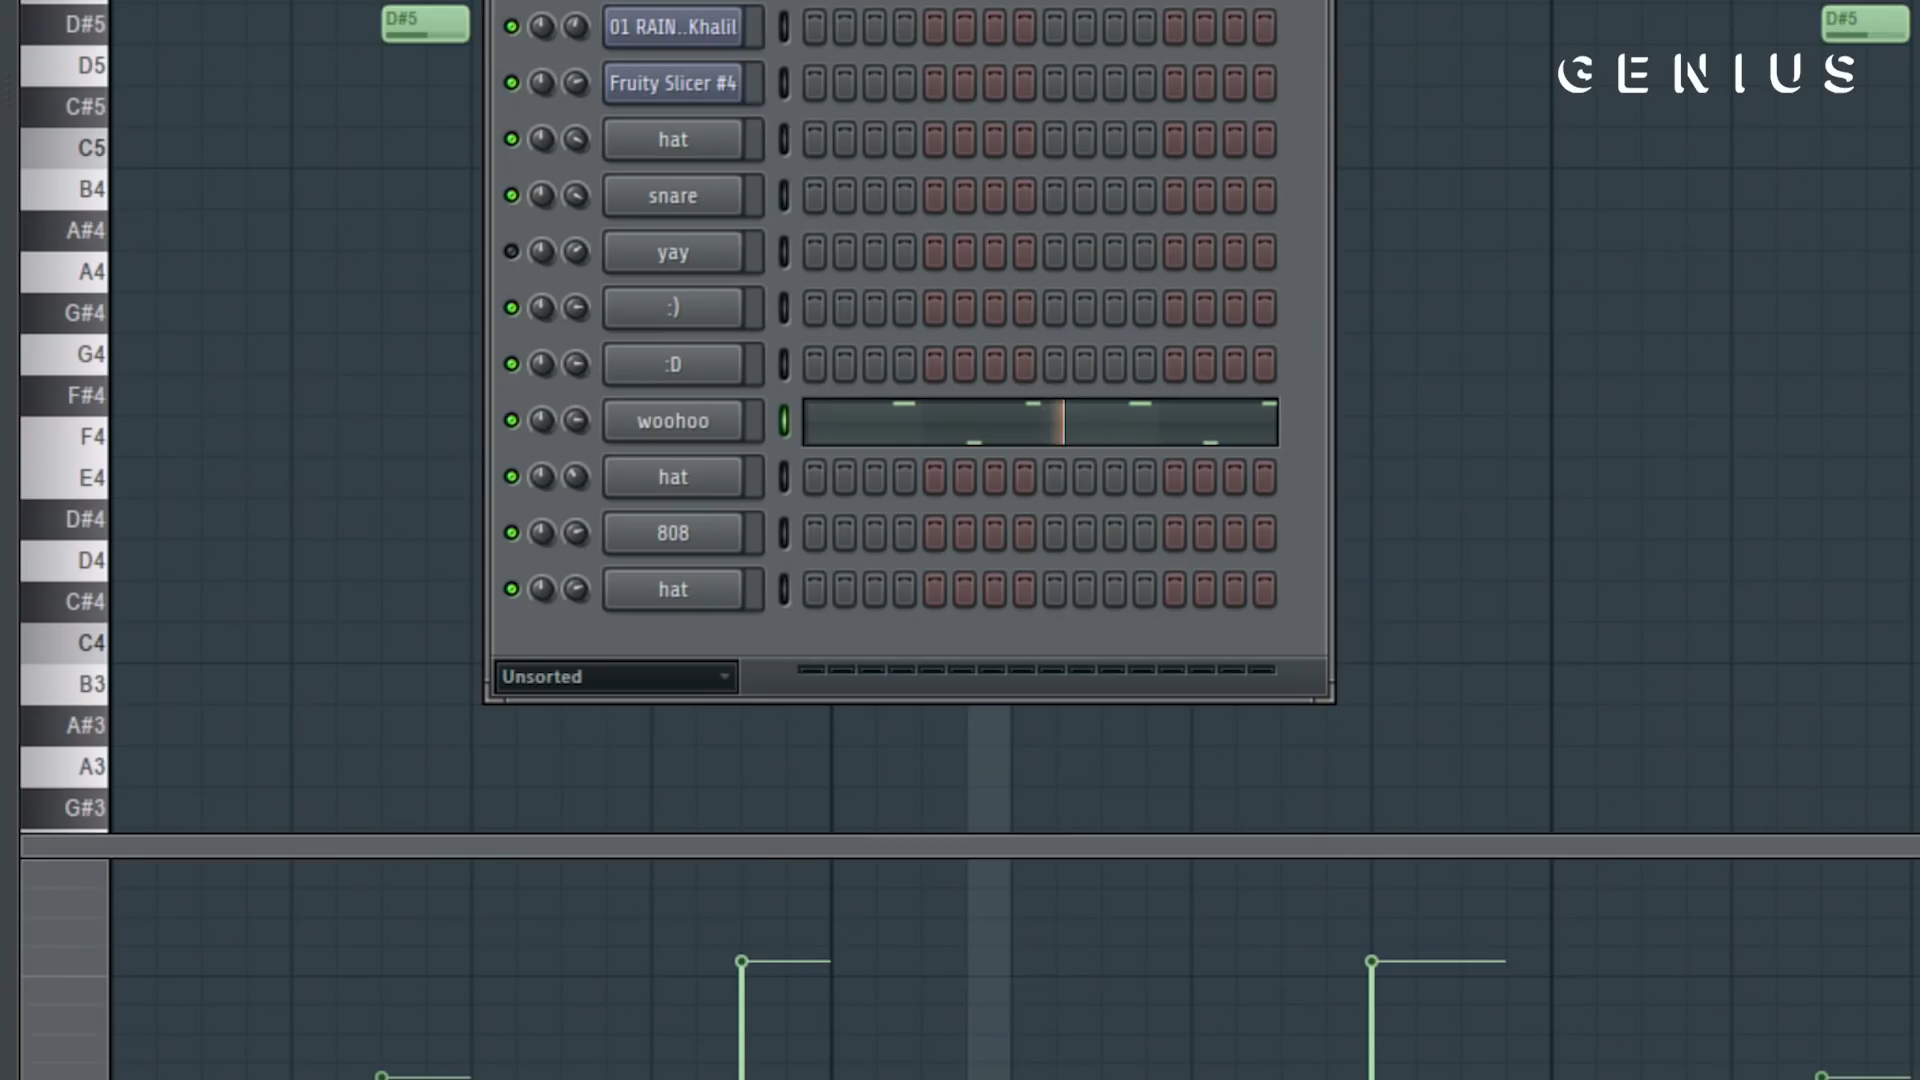 D#5
D#5
D#5
01 RAIN..Khalil
D5
GENIUS
Fruity Slicer #4
C#5
hat
C5
B4
snare
A#4
yay
A4
:)
G#4
G4
:D
F#4
woohoo
F4
hat
E4
D#4
808
D4
hat
C#4
C4
Unsorted
B3
A#3
A3
G#3